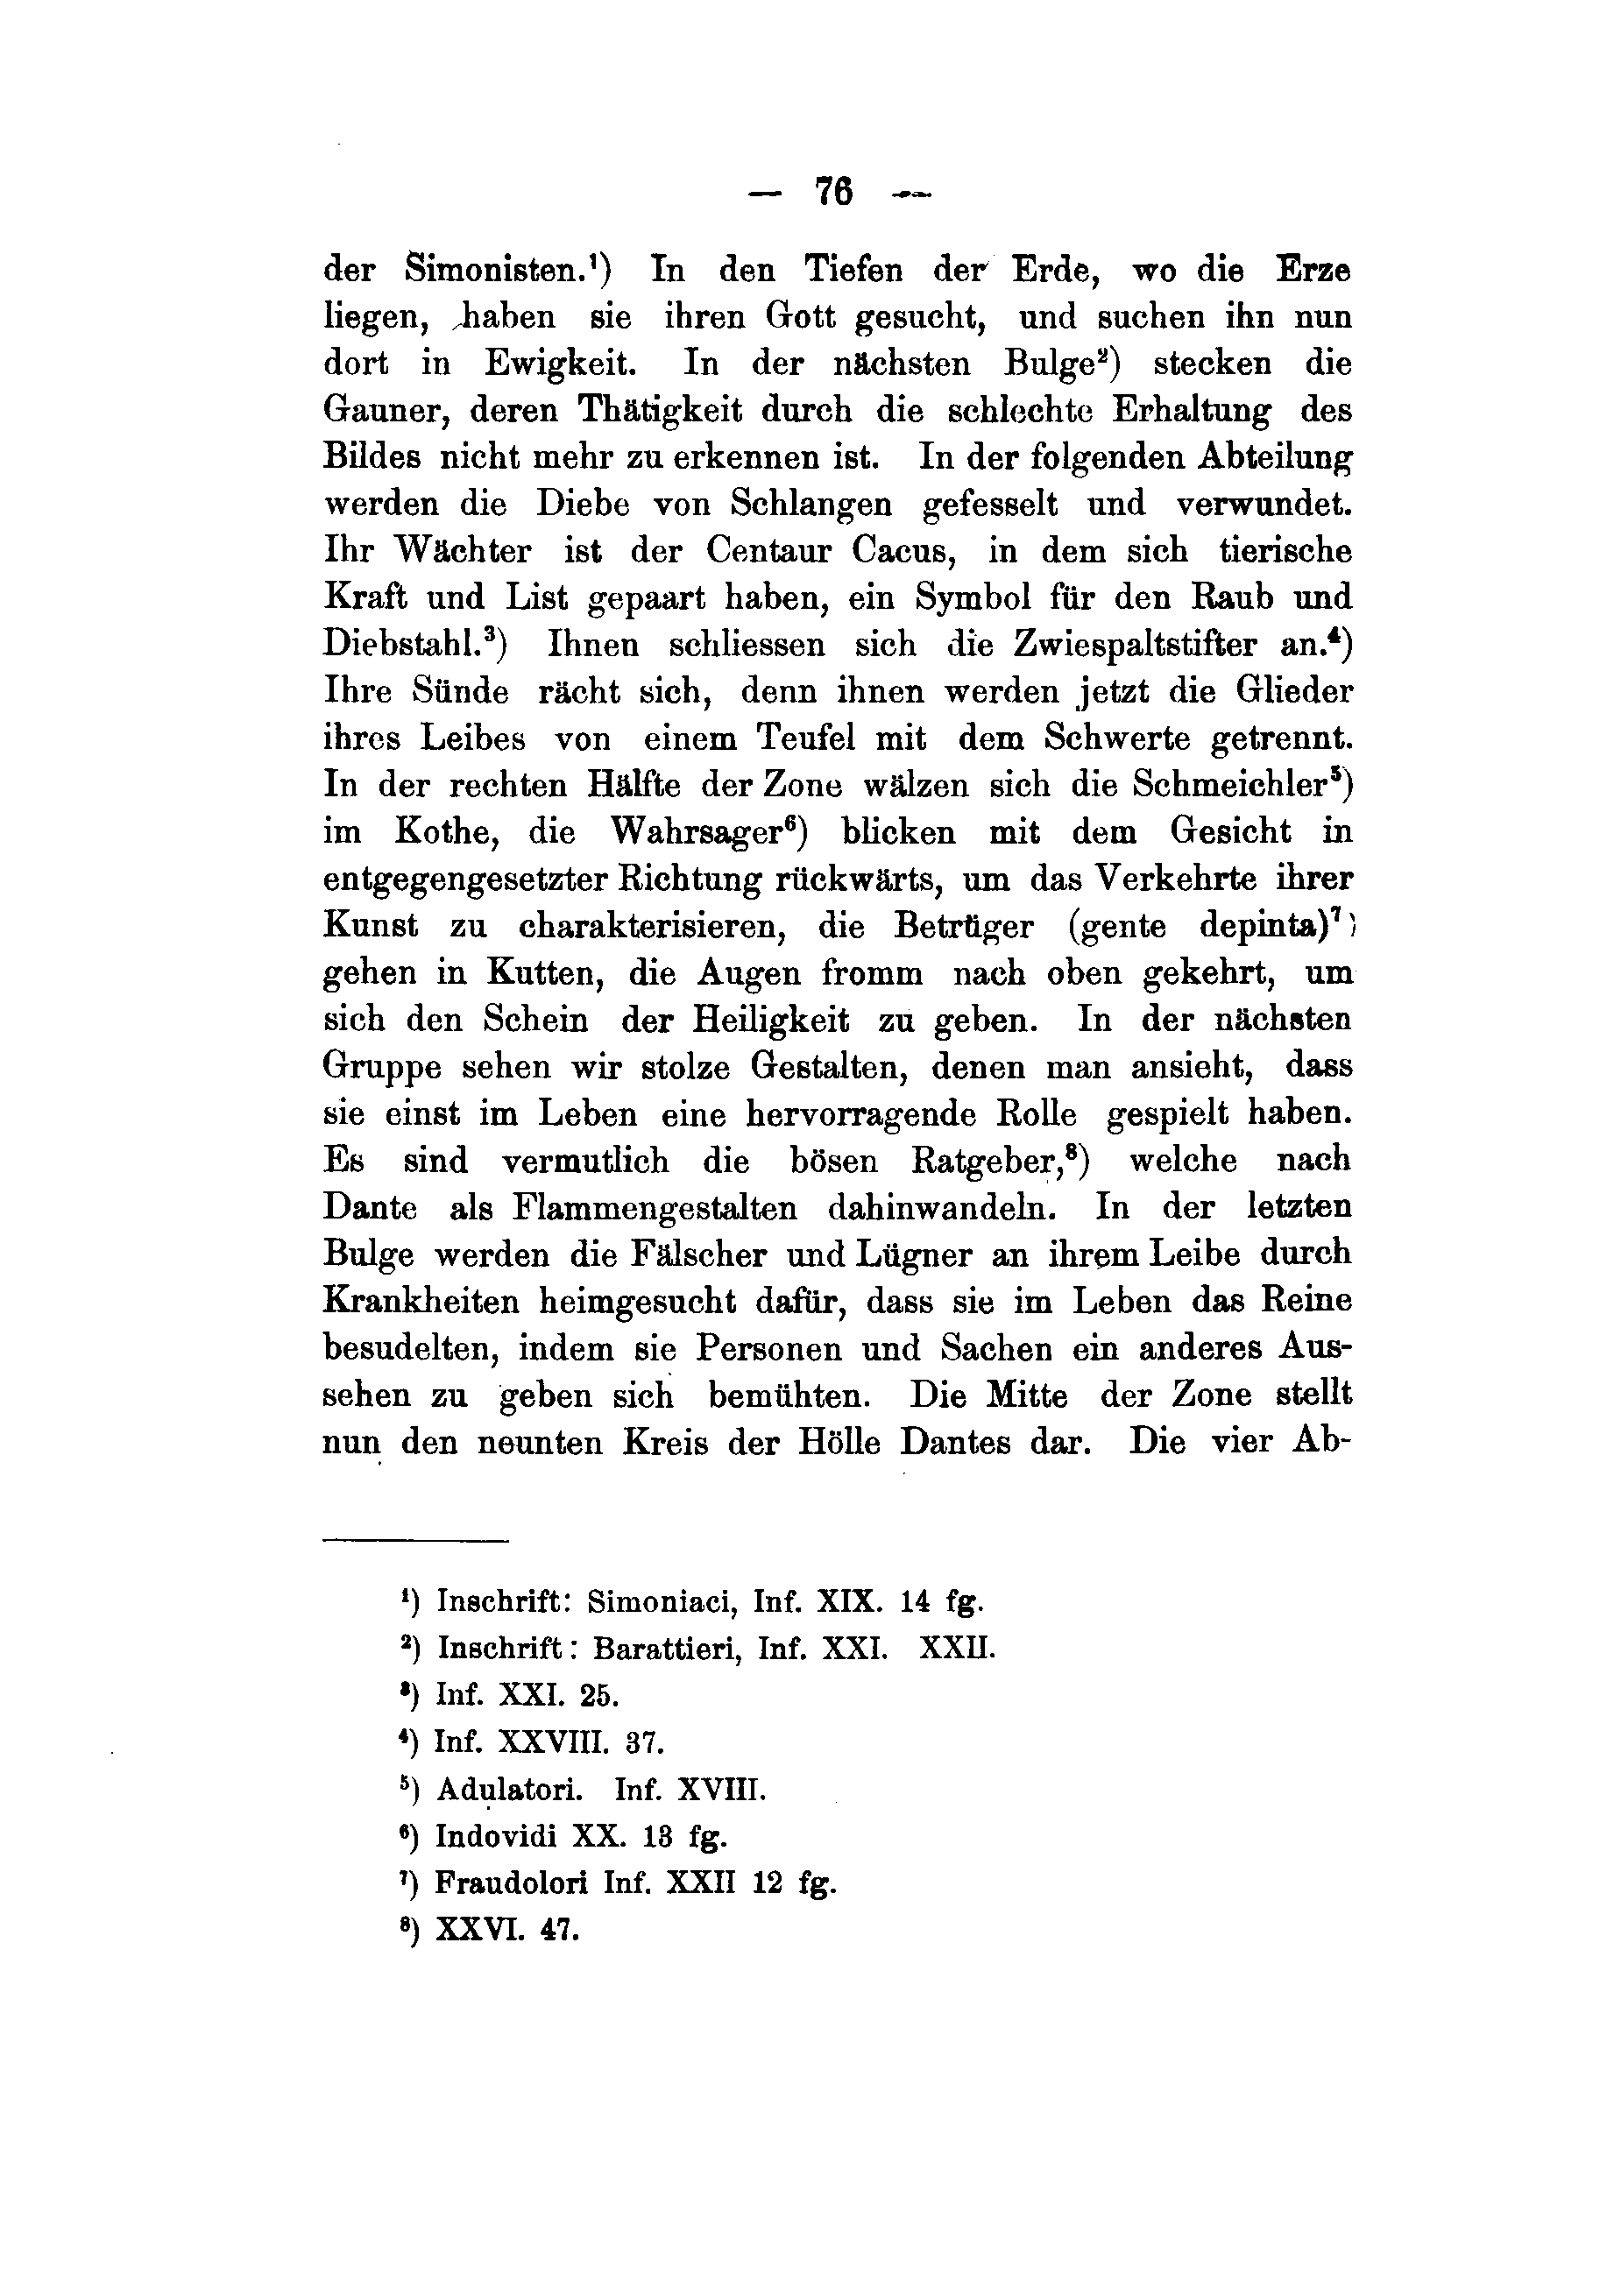 — 76 —
der Simonisten.¹) In den Tiefen der Erde, wo die Erze
liegen, haben sie ihren Gott gesucht, und suchen ihn nun
dort in Ewigkeit. In der nächsten Bulge²) stecken die
Gauner, deren Thätigkeit durch die schlechte Erhaltung des
Bildes nicht mehr zu erkennen ist. In der folgenden Abteilung
werden die Diebe von Schlangen gefesselt und verwundet.
Ihr Wächter ist der Centaur Cacus, in dem sich tierische
Kraft und List gepaart haben, ein Symbol für den Raub und
Diebstahl.³) Ihnen schliessen sich die Zwiespaltstifter an.⁴)
Ihre Sünde rächt sich, denn ihnen werden jetzt die Glieder
ihres Leibes von einem Teufel mit dem Schwerte getrennt.
In der rechten Hälfte der Zone wälzen sich die Schmeichler⁵)
im Kothe, die Wahrsager⁶) blicken mit dem Gesicht in
entgegengesetzter Richtung rückwärts, um das Verkehrte ihrer
Kunst zu charakterisieren, die Betrüger (gente depinta)⁷)
gehen in Kutten, die Augen fromm nach oben gekehrt, um
sich den Schein der Heiligkeit zu geben. In der nächsten
Gruppe sehen wir stolze Gestalten, denen man ansieht, dass
sie einst im Leben eine hervorragende Rolle gespielt haben.
Es sind vermutlich die bösen Ratgeber,⁸) welche nach
Dante als Flammengestalten dahinwandeln. In der letzten
Bulge werden die Fälscher und Lügner an ihrem Leibe durch
Krankheiten heimgesucht dafür, dass sie im Leben das Reine
besudelten, indem sie Personen und Sachen ein anderes Aus-
sehen zu geben sich bemühten. Die Mitte der Zone stellt
nun den neunten Kreis der Hölle Dantes dar. Die vier Ab-
¹) Inschrift: Simoniaci, Inf. XIX. 14 fg.
²) Inschrift: Barattieri, Inf. XXI. XXII.
³) Inf. XXI. 25.
⁴) Inf. XXVIII. 37.
⁵) Adulatori. Inf. XVIII.
⁶) Indovidi XX. 13 fg.
⁷) Fraudolori Inf. XXII 12 fg.
⁸) XXVI. 47.